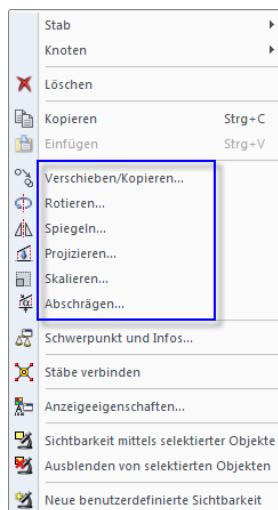 Stab
Knoten
Löschen
Kopieren Strg+C
Einfügen Strg+V
Verschieben/Kopieren...
Rotieren...
Spiegeln...
Projizieren...
Skalieren...
Abschrägen...
Schwerpunkt und Infos...
Stäbe verbinden
Anzeigeeigenschaften...
Sichtbarkeit mittels selektierter Objekte
Ausblenden von selektierten Objekten
Neue benutzerdefinierte Sichtbarkeit